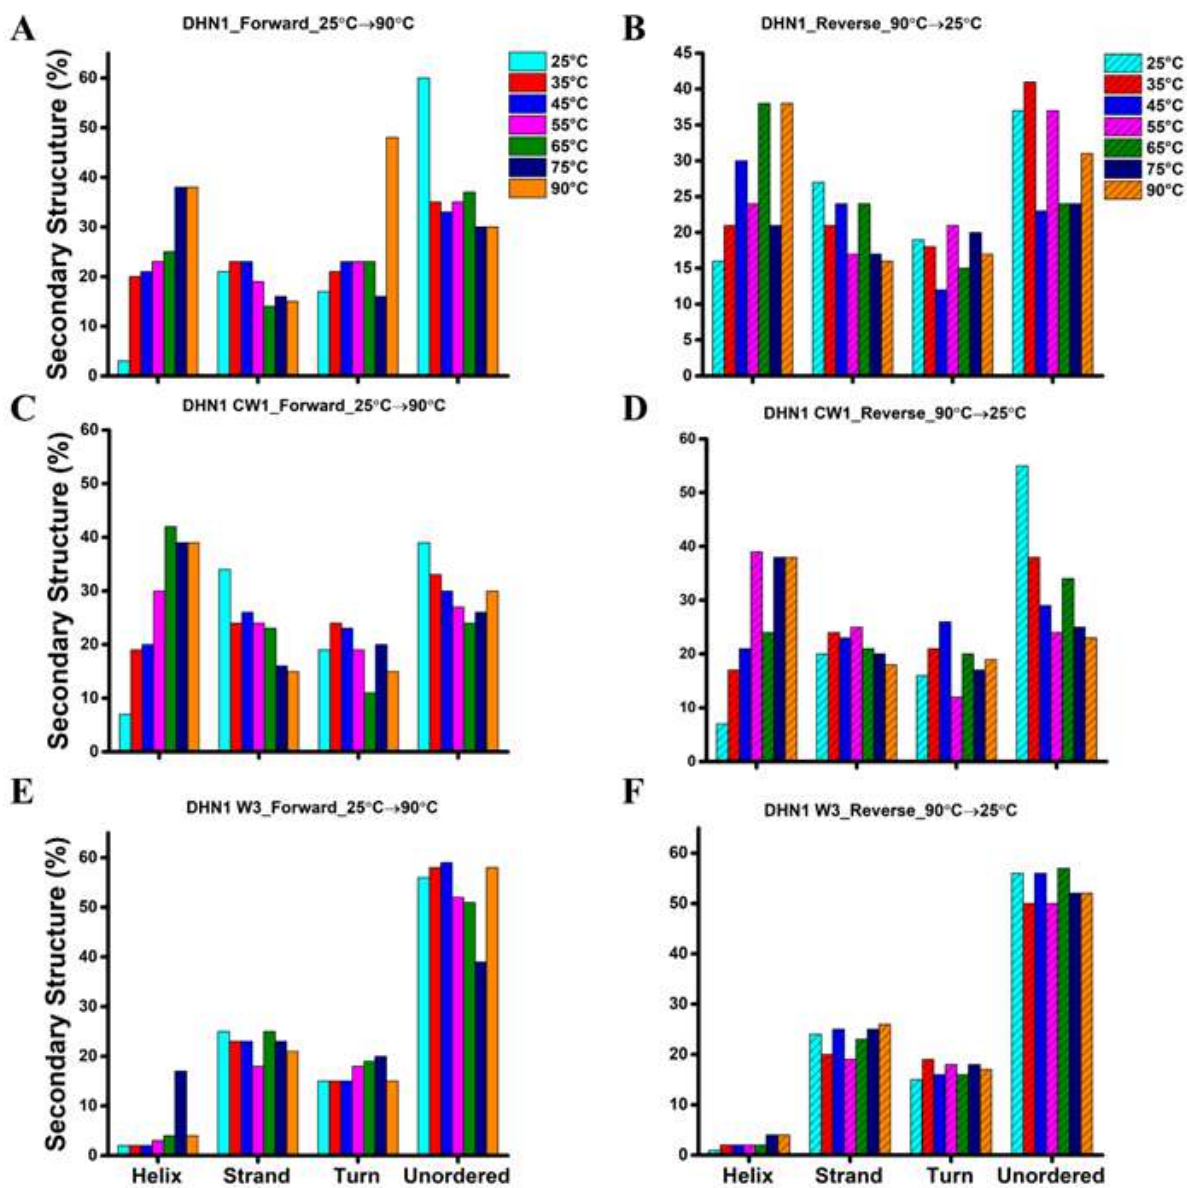 A
DHN1_Forward_25°C→90°C
Secondary Strucuture (%)
60
50
40
30
20
10
0
25°C
35°C
45°C
55°C
65°C
75°C
90°C
B
DHN1_Reverse_90°C→25°C
45
40
35
30
25
20
15
10
5
0
25°C
35°C
45°C
55°C
65°C
75°C
90°C
C
DHN1 CW1_Forward_25°C→90°C
Secondary Structure (%)
60
50
40
30
20
10
0
D
DHN1 CW1_Reverse_90°C→25°C
60
50
40
30
20
10
0
E
DHN1 W3_Forward_25°C→90°C
Secondary Structure (%)
60
50
40
30
20
10
0
Helix Strand Turn Unordered
F
DHN1 W3_Reverse_90°C→25°C
60
50
40
30
20
10
0
Helix Strand Turn Unordered